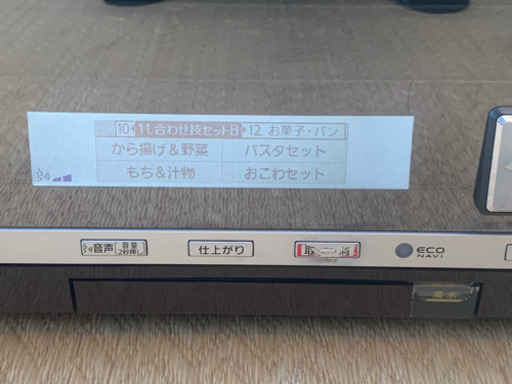 10 11.合わせ技セットB 12. お菓子・パン
から揚げ&野菜 パスタセット
もち&汁物 おこわセット
音声 音量 2秒押し
仕上がり
取消
ECO NAVI